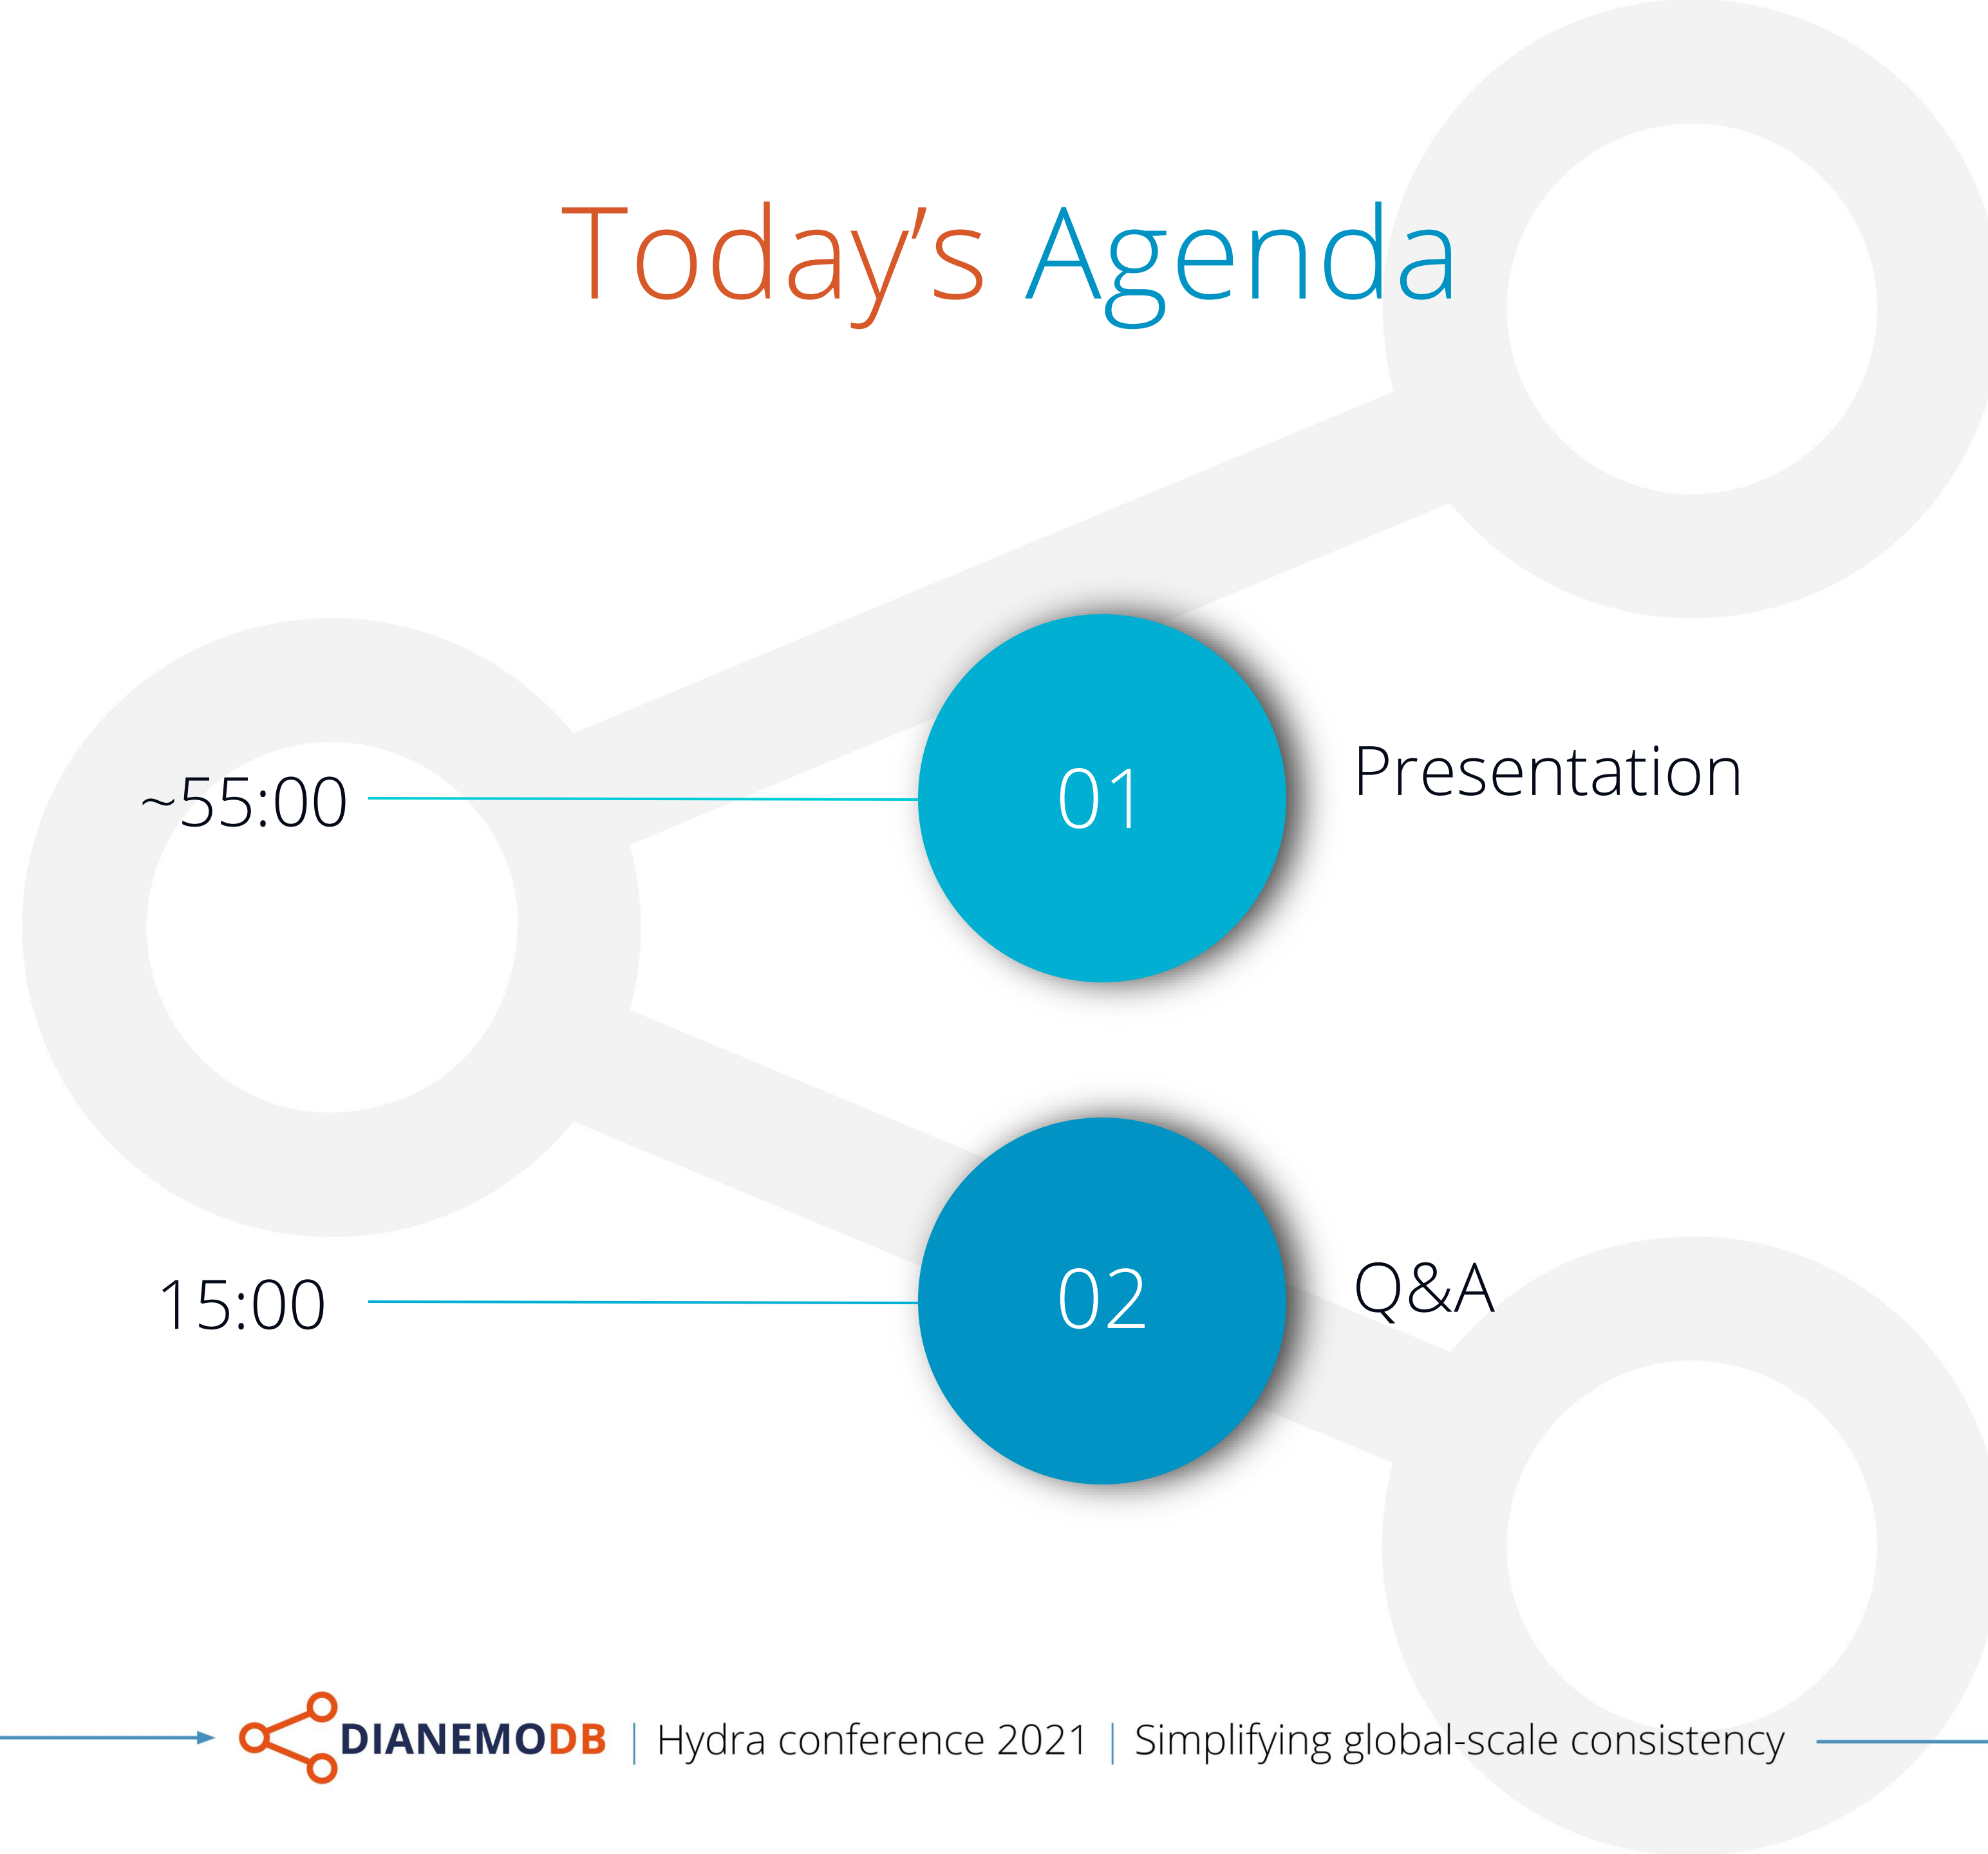 Today’s Agenda
~55:00
01
Presentation
15:00
02
Q&A
DIANEMODB | Hydra conference 2021 | Simplifying global-scale consistency